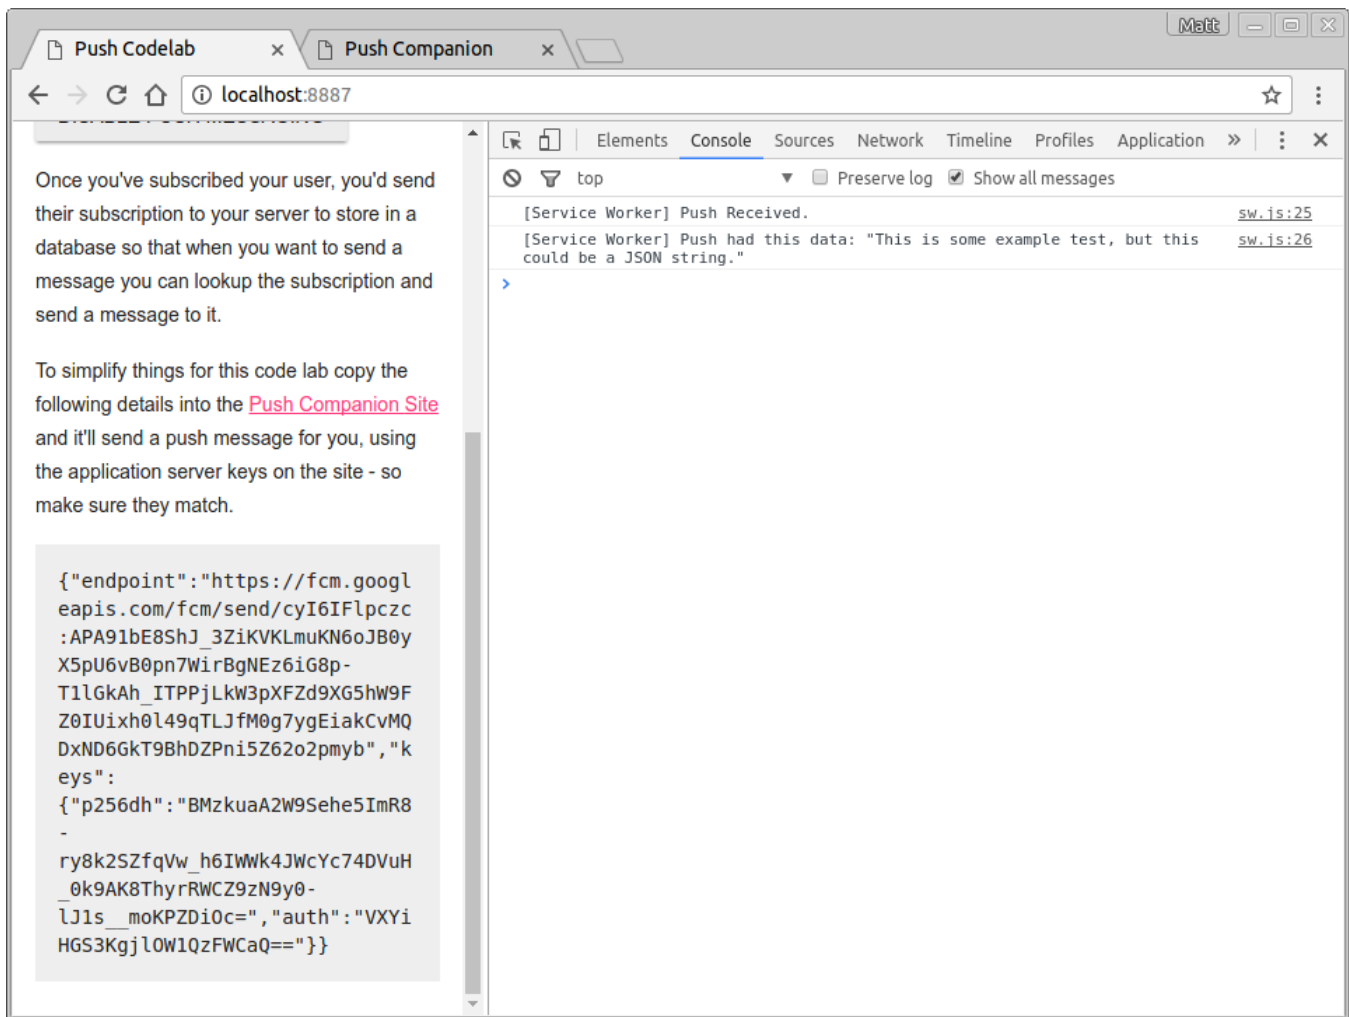 Matt
Push Codelab
Push Companion
localhost:8887
DISABLE PUSH MESSAGING
Once you've subscribed your user, you'd send
their subscription to your server to store in a
database so that when you want to send a
message you can lookup the subscription and
send a message to it.
To simplify things for this code lab copy the
following details into the Push Companion Site
and it'll send a push message for you, using
the application server keys on the site - so
make sure they match.
{"endpoint":"https://fcm.googl
eapis.com/fcm/send/cyI6IFlpczc
:APA91bE8ShJ_3ZiKVKLmuKN6oJB0y
X5pU6vB0pn7WirBgNEz6iG8p-
T1lGkAh_ITPPjLkW3pXFZd9XG5hW9F
Z0IUixh0l49qTLJfM0g7ygEiakCvMQ
DxND6GkT9BhDZPni5Z62o2pmyb","k
eys":
{"p256dh":"BMzkuaA2W9Sehe5ImR8
-
ry8k2SZfqVw_h6IWWk4JWcYc74DVuH
_0k9AK8ThyrRWCZ9zN9y0-
lJ1s__moKPZDiOc=","auth":"VXYi
HGS3KgjlOW1QzFWCaQ=="}}
Elements Console Sources Network Timeline Profiles Application »
top Preserve log Show all messages
[Service Worker] Push Received. sw.js:25
[Service Worker] Push had this data: "This is some example test, but this sw.js:26
could be a JSON string."